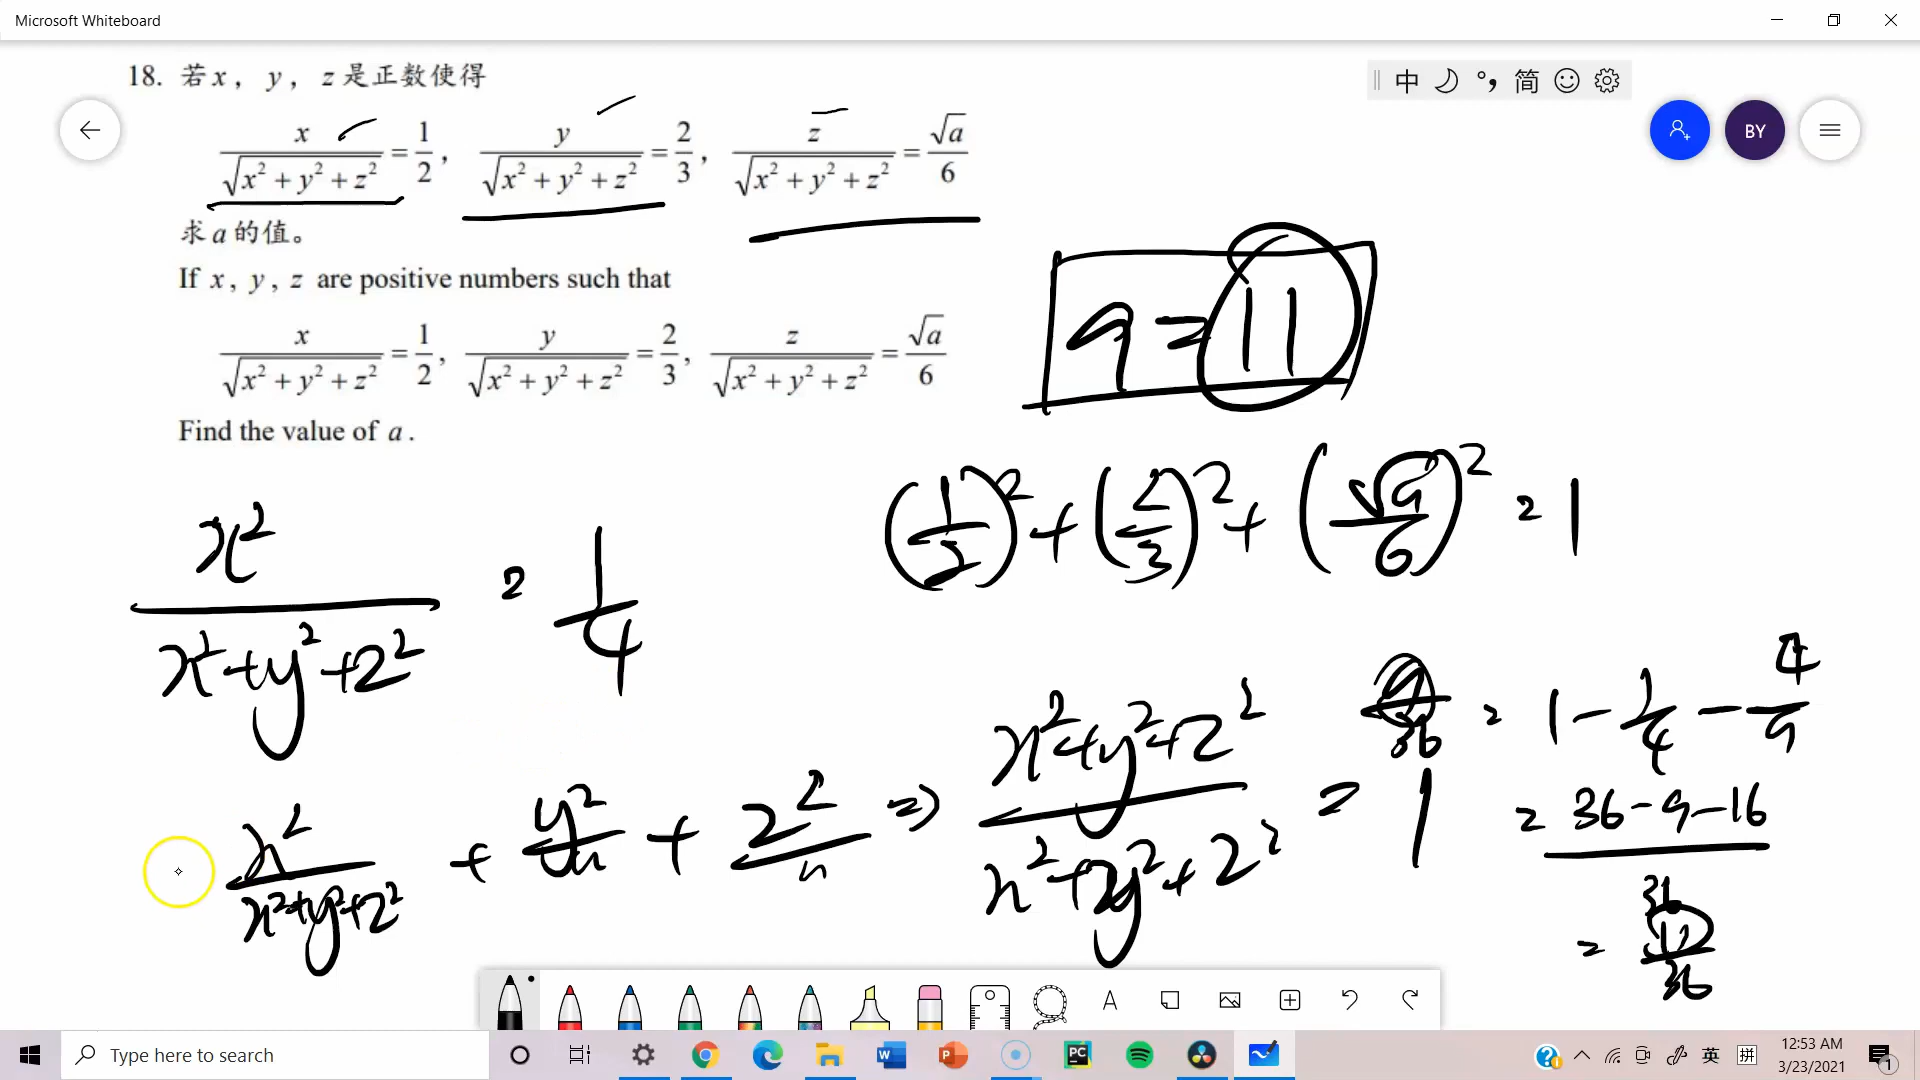 Microsoft Whiteboard
18. 若 x , y , z 是正数使得
x/√(x² + y² + z²) = 1/2 , y/√(x² + y² + z²) = 2/3 , z/√(x² + y² + z²) = √a/6
求 a 的值。
If x , y , z are positive numbers such that
x/√(x² + y² + z²) = 1/2 , y/√(x² + y² + z²) = 2/3 , z/√(x² + y² + z²) = √a/6
Find the value of a .
中 °, 简
BY
a = 11
(1/2)² + (2/3)² + (√a/6)² = 1
x²/(x²+y²+z²) = 1/4
a/36 = 1 - 1/4 - 4/9
x²/(x²+y²+z²) + y²/" + z²/" => (x²+y²+z²)/(x²+y²+z²) = 1
= (36-9-16)/36
= 11/36
A
Type here to search
W P PC 英 拼
12:53 AM
3/23/2021
1